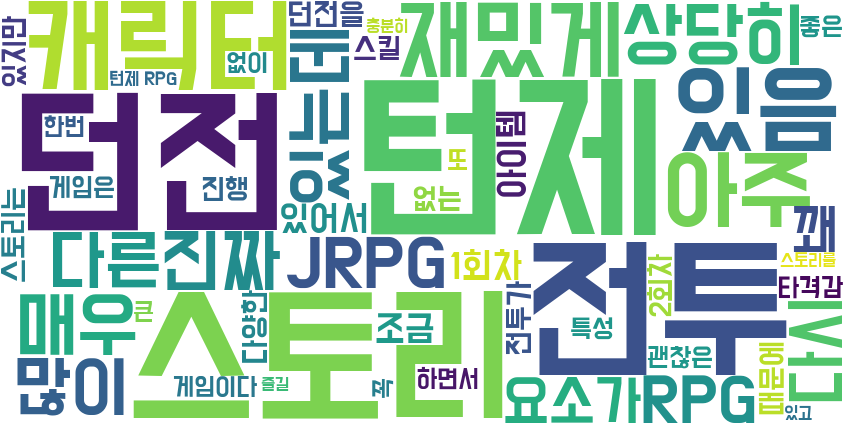 있지만
캐릭터
턴제 RPG
없이
던전을
충분히
스킬
데
재밌게
상당히
좋은
던전
한번
게임은
진행
있는
턴제
없는
또
아이템
있음
아주
꽤
스토리는
있어서
다른
진짜
JRPG
1회차
2회차
스토리를
타격감
매우
큰
다양한
스토리
조금
전투가
전투
특성
괜찮은
때문에
많이
게임이다
즐길
쭉
하면서
요소가
RPG
있고